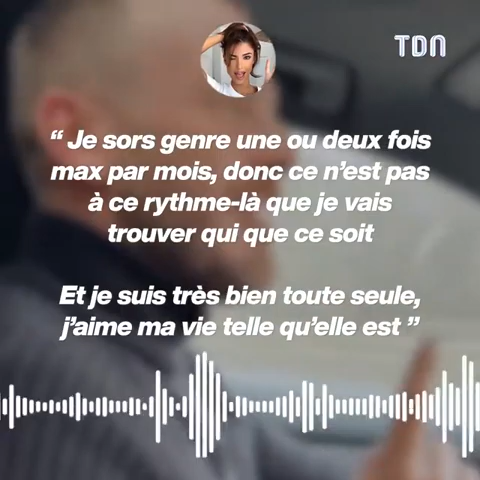 TDN
“ Je sors genre une ou deux fois
max par mois, donc ce n’est pas
à ce rythme-là que je vais
trouver qui que ce soit
Et je suis très bien toute seule,
j’aime ma vie telle qu’elle est ”